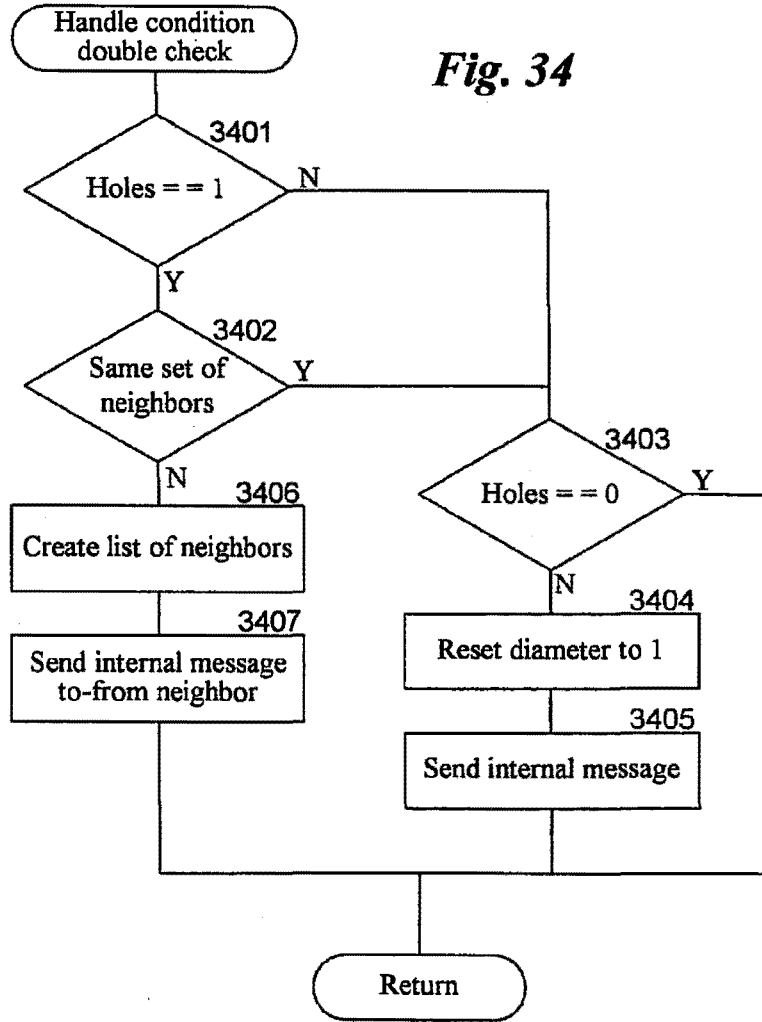 Handle condition
double check
Fig. 34
3401
Holes = = 1
N
Y
3402
Same set of
neighbors
Y
N
3403
Holes = = 0
Y
N
3406
Create list of neighbors
3404
Reset diameter to 1
3407
Send internal message
to-from neighbor
3405
Send internal message
Return